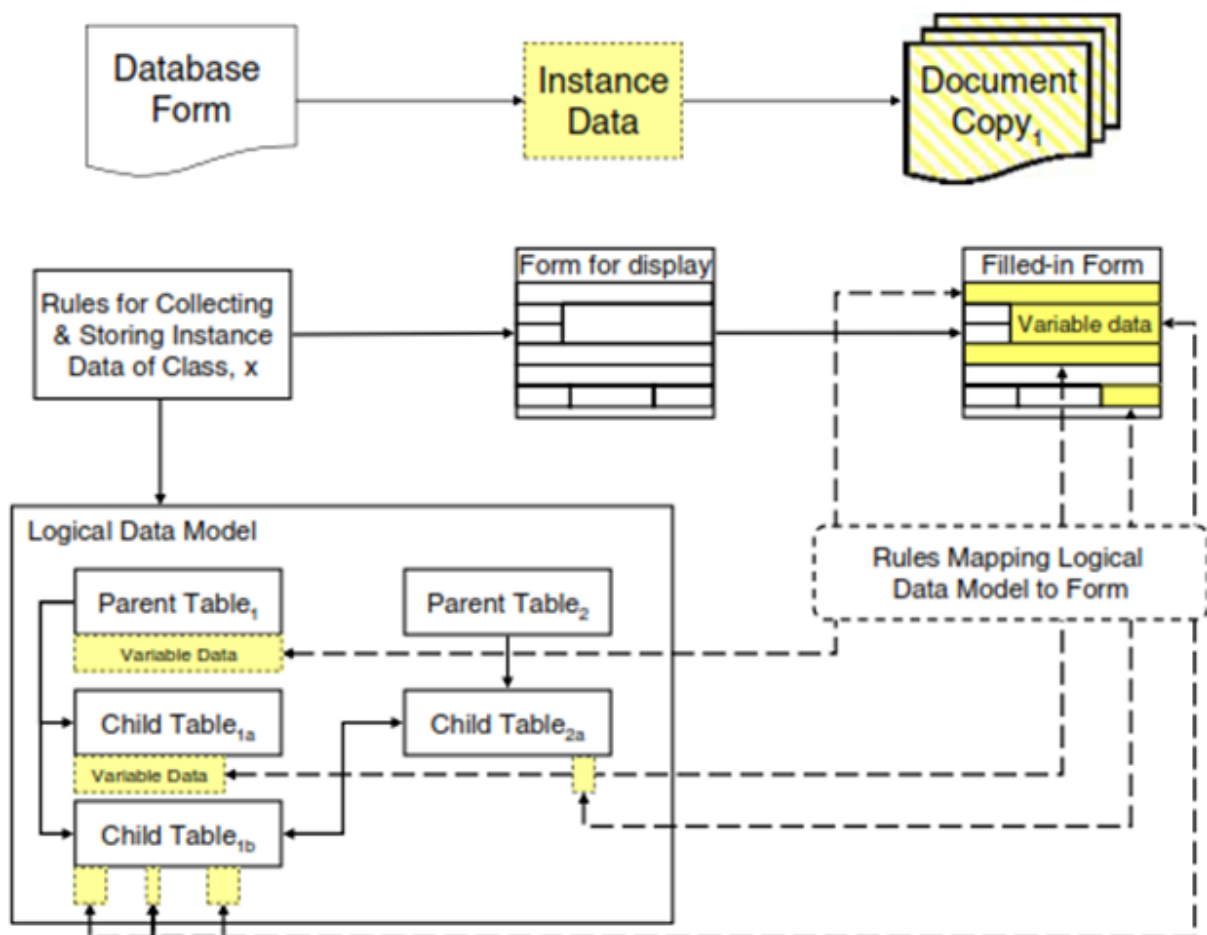 Database
Form
Instance
Data
Document
Copy₁
Rules for Collecting
& Storing Instance
Data of Class, x
Form for display
Filled-in Form
Variable data
Logical Data Model
Rules Mapping Logical
Data Model to Form
Parent Table₁
Parent Table₂
Variable Data
Child Table₁ₐ
Child Table₂ₐ
Variable Data
Child Table1b